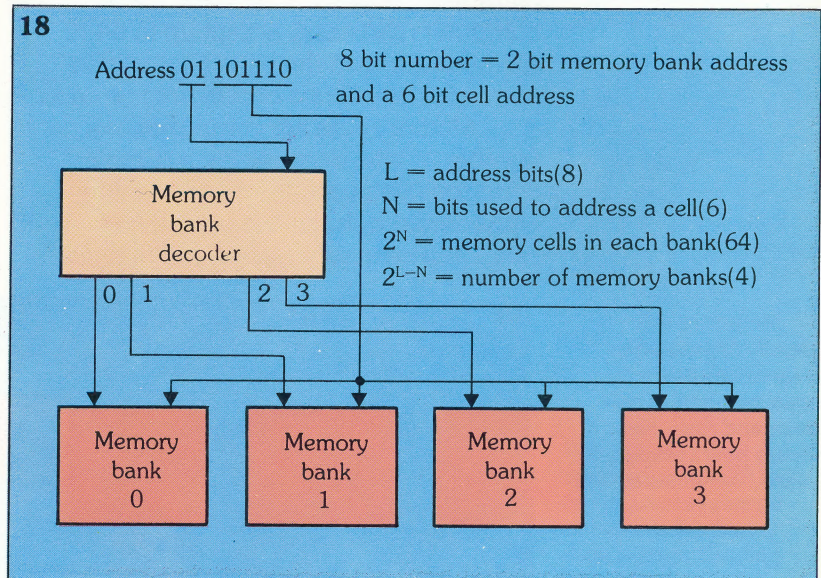 18
Address 01 101110
8 bit number = 2 bit memory bank address
and a 6 bit cell address
L = address bits(8)
N = bits used to address a cell(6)
2^N = memory cells in each bank(64)
2^(L–N) = number of memory banks(4)
Memory
bank
decoder
0 1 2 3
Memory
bank
0
Memory
bank
1
Memory
bank
2
Memory
bank
3